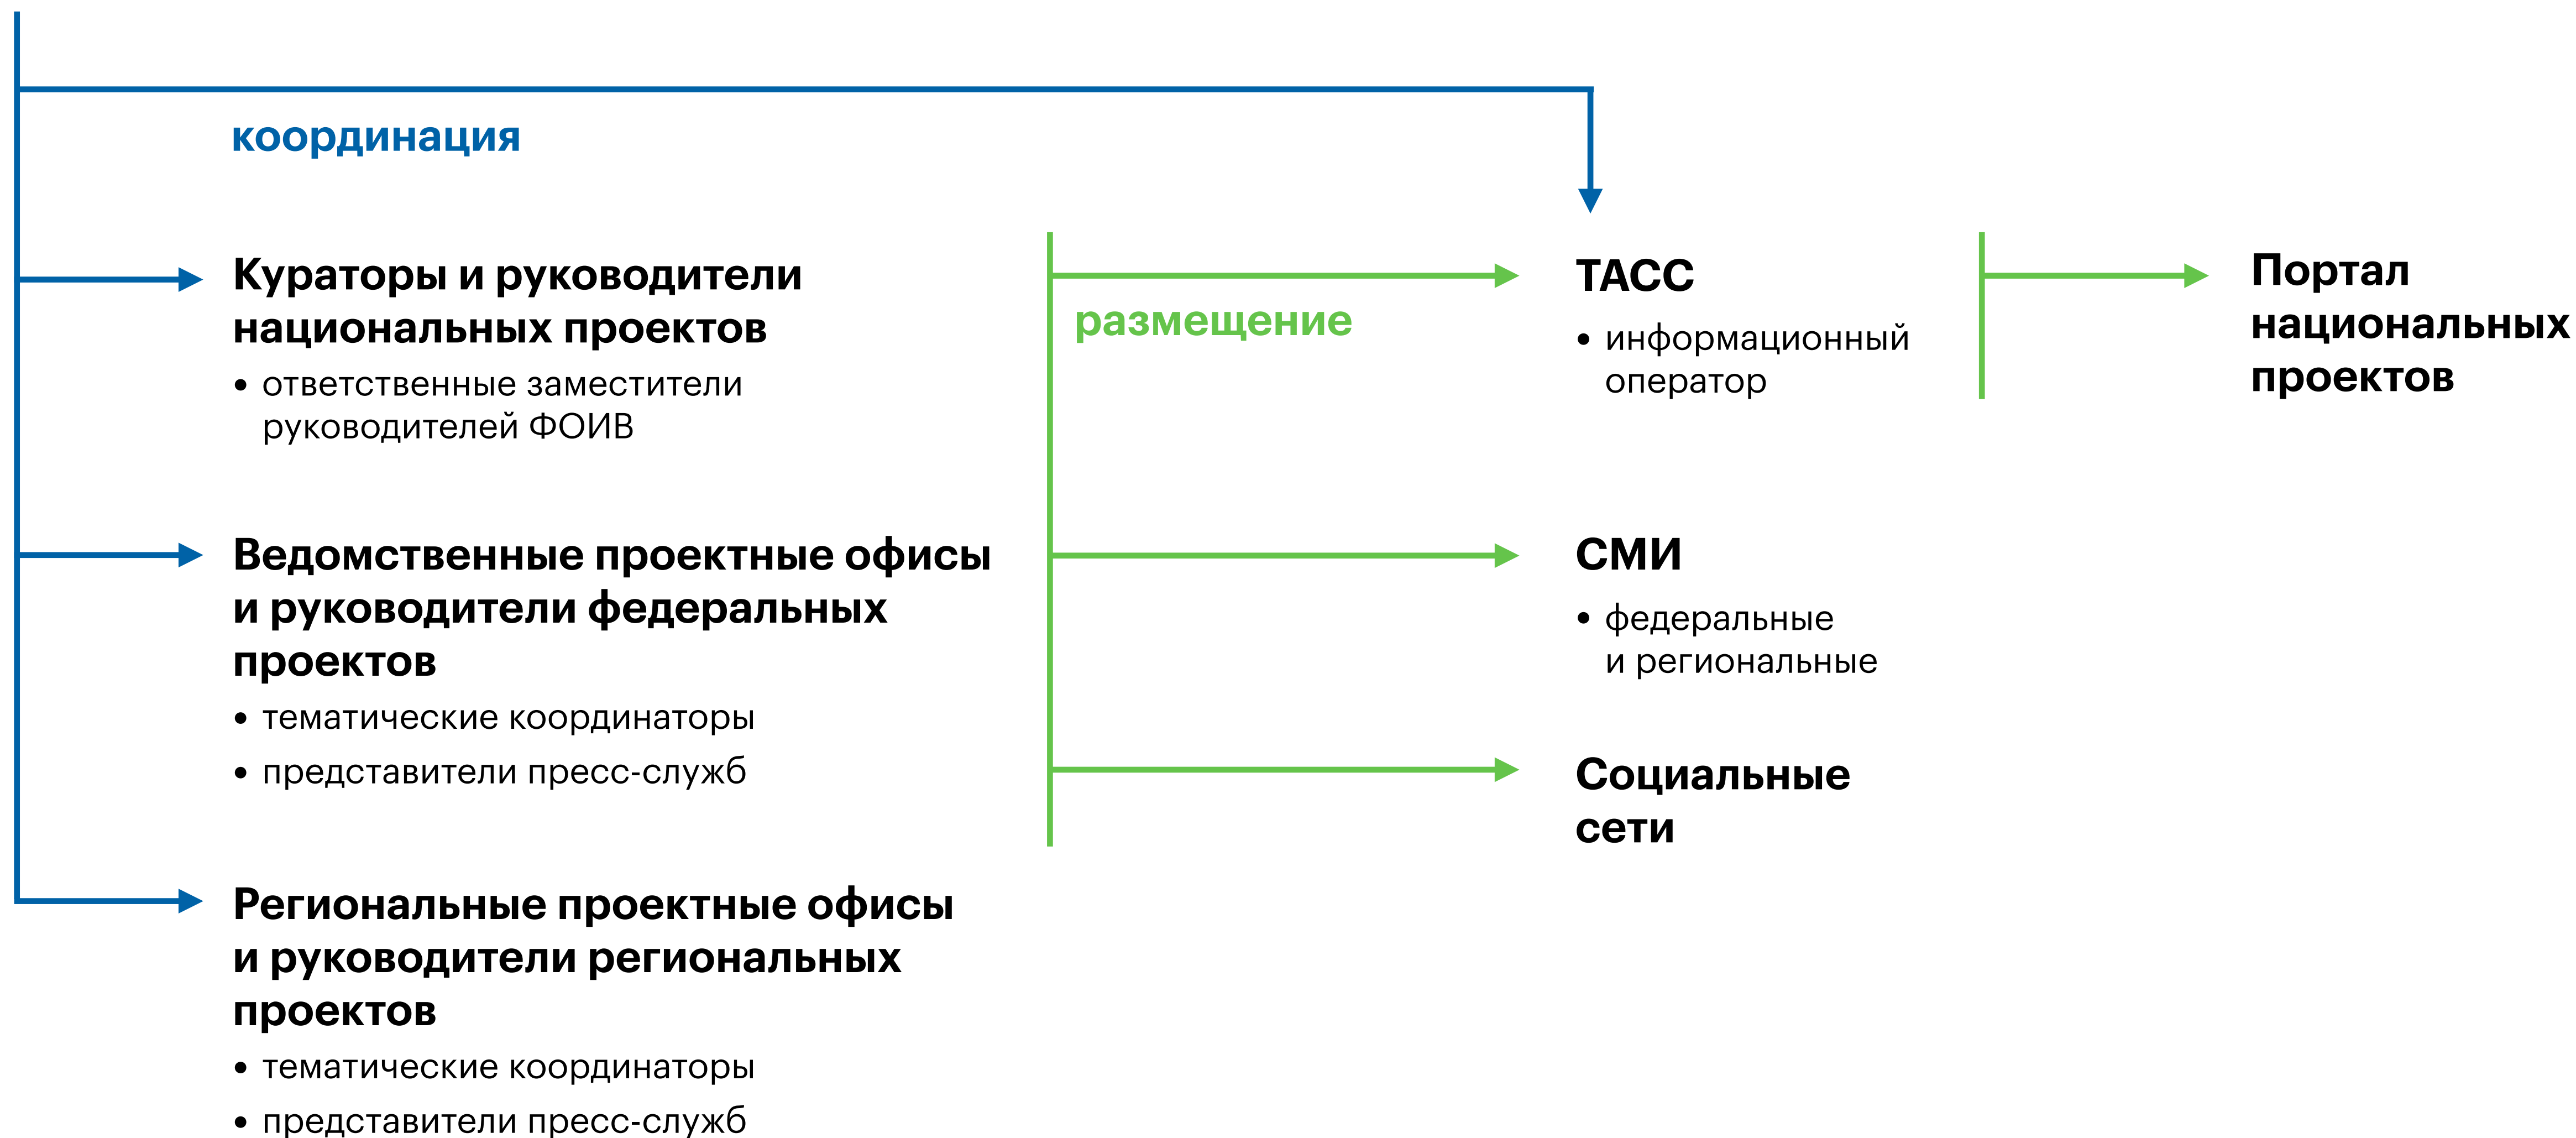 координация
Кураторы и руководители
национальных проектов
• ответственные заместители
руководителей ФОИВ
Ведомственные проектные офисы
и руководители федеральных
проектов
• тематические координаторы
• представители пресс-служб
Региональные проектные офисы
и руководители региональных
проектов
• тематические координаторы
• представители пресс-служб
размещение
ТАСС
• информационный
оператор
СМИ
• федеральные
и региональные
Социальные
сети
Портал
национальных
проектов